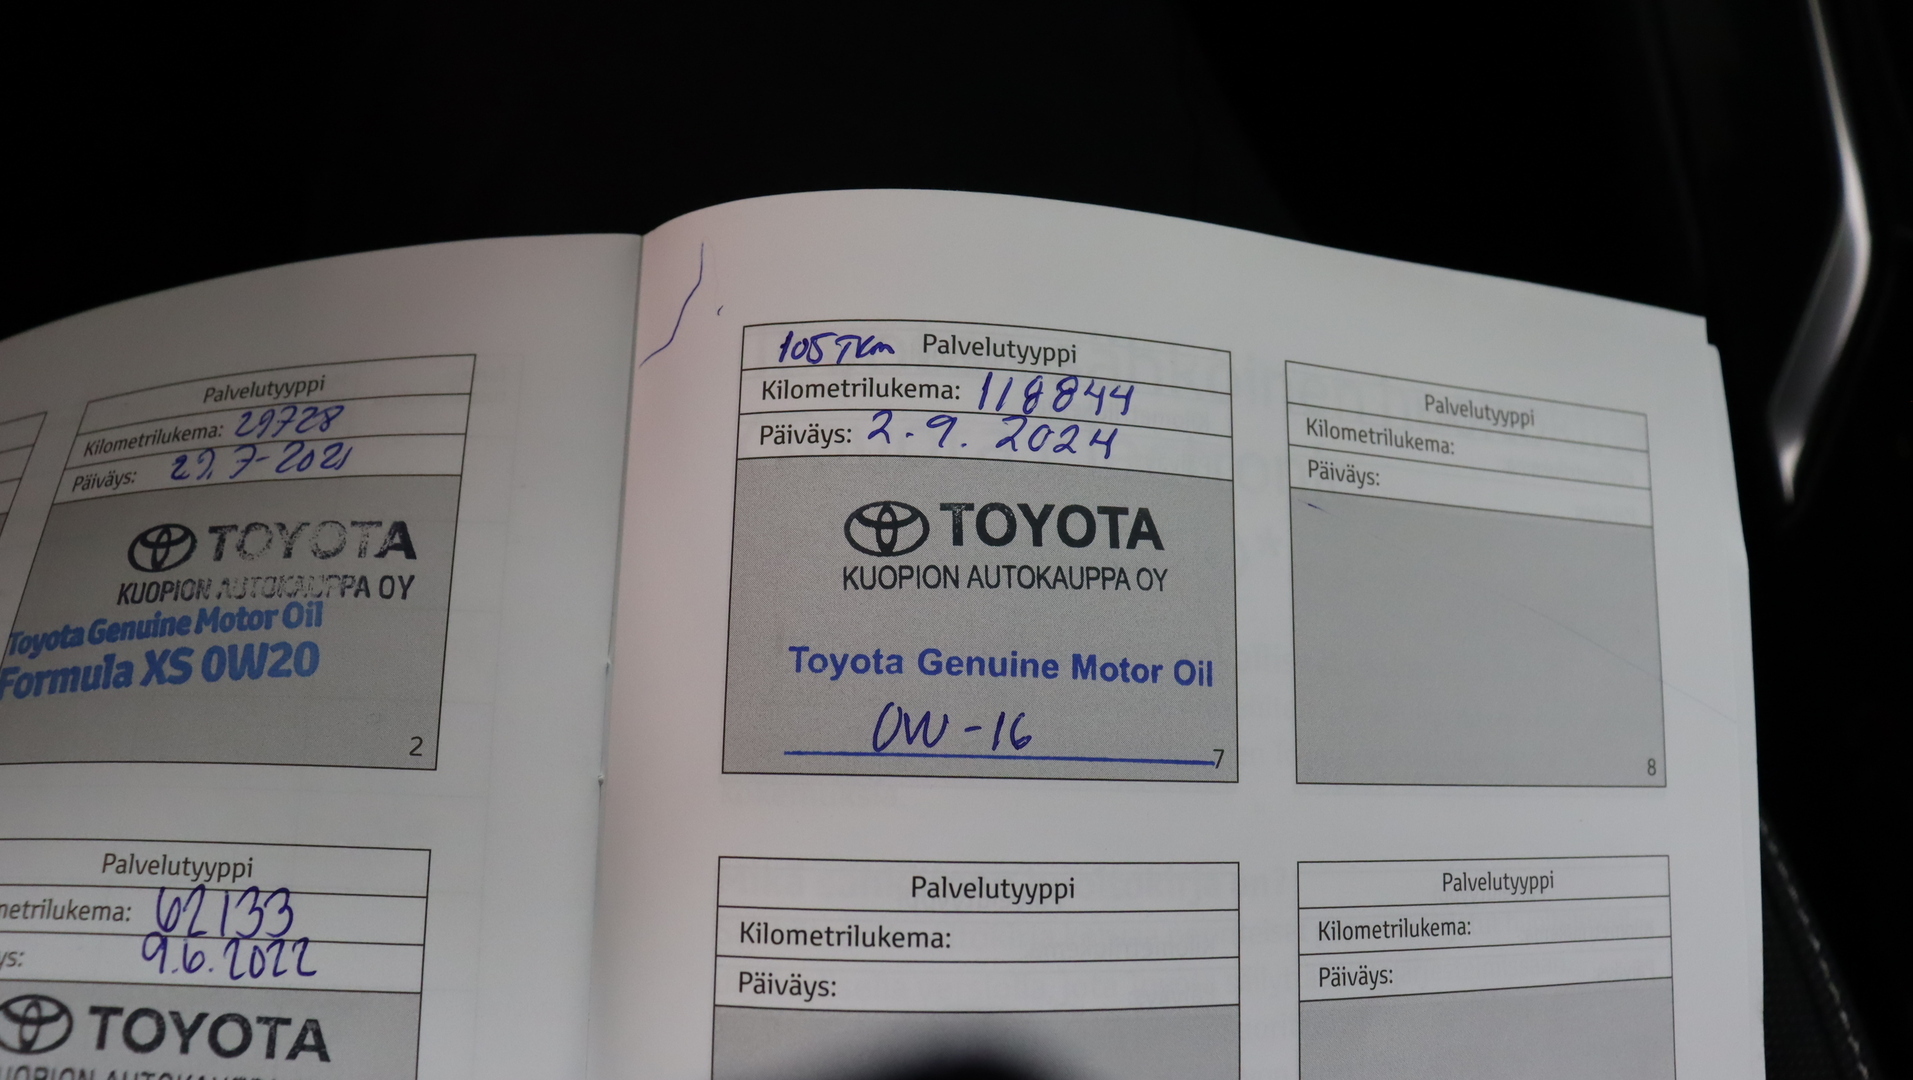 Palvelutyyppi
Kilometrilukema: 29728
Päiväys: 29.7-2021
TOYOTA
KUOPION AUTOKAUPPA OY
Toyota Genuine Motor Oil
Formula XS 0W20
2
Palvelutyyppi
62133
9.6.2022
TOYOTA
105 TKm Palvelutyyppi
Kilometrilukema: 118844
Päiväys: 2.9.2024
TOYOTA
KUOPION AUTOKAUPPA OY
Toyota Genuine Motor Oil
0W-16
7
Palvelutyyppi
Kilometrilukema:
Päiväys:
8
Palvelutyyppi
Kilometrilukema:
Päiväys:
Palvelutyyppi
Kilometrilukema:
Päiväys: